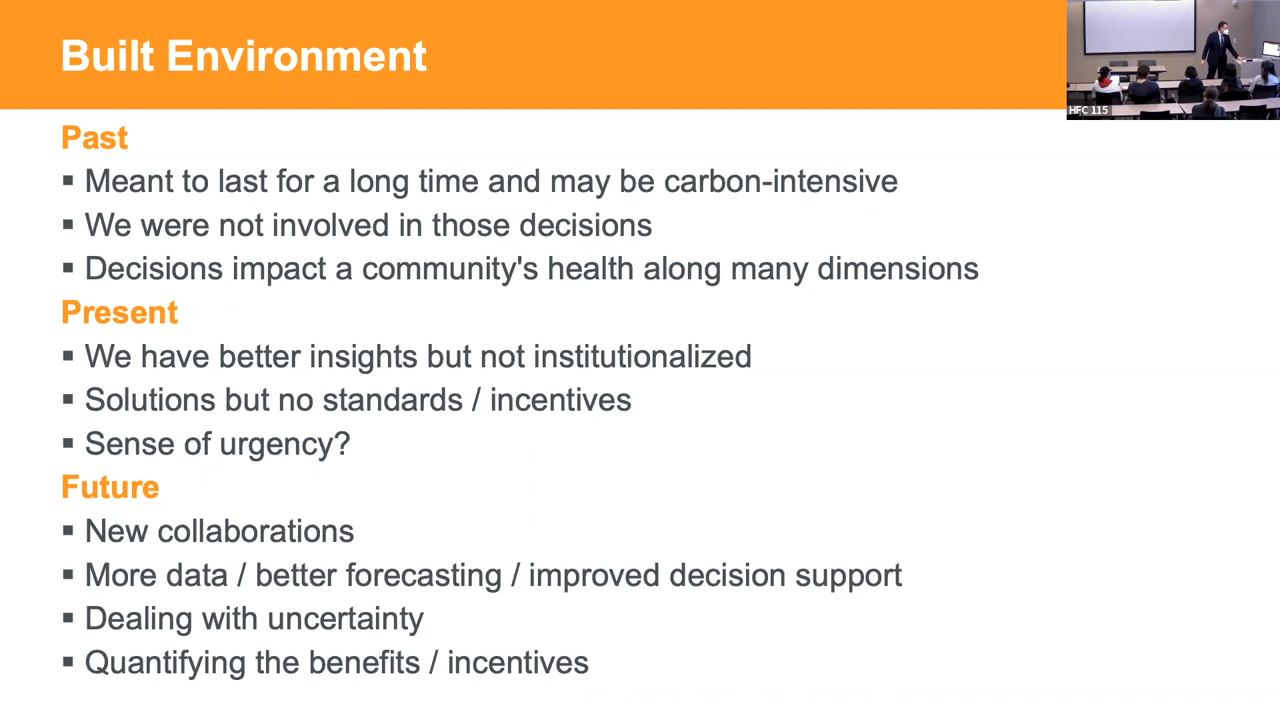 Built Environment
HFC 115
Past
▪ Meant to last for a long time and may be carbon-intensive
▪ We were not involved in those decisions
▪ Decisions impact a community's health along many dimensions
Present
▪ We have better insights but not institutionalized
▪ Solutions but no standards / incentives
▪ Sense of urgency?
Future
▪ New collaborations
▪ More data / better forecasting / improved decision support
▪ Dealing with uncertainty
▪ Quantifying the benefits / incentives